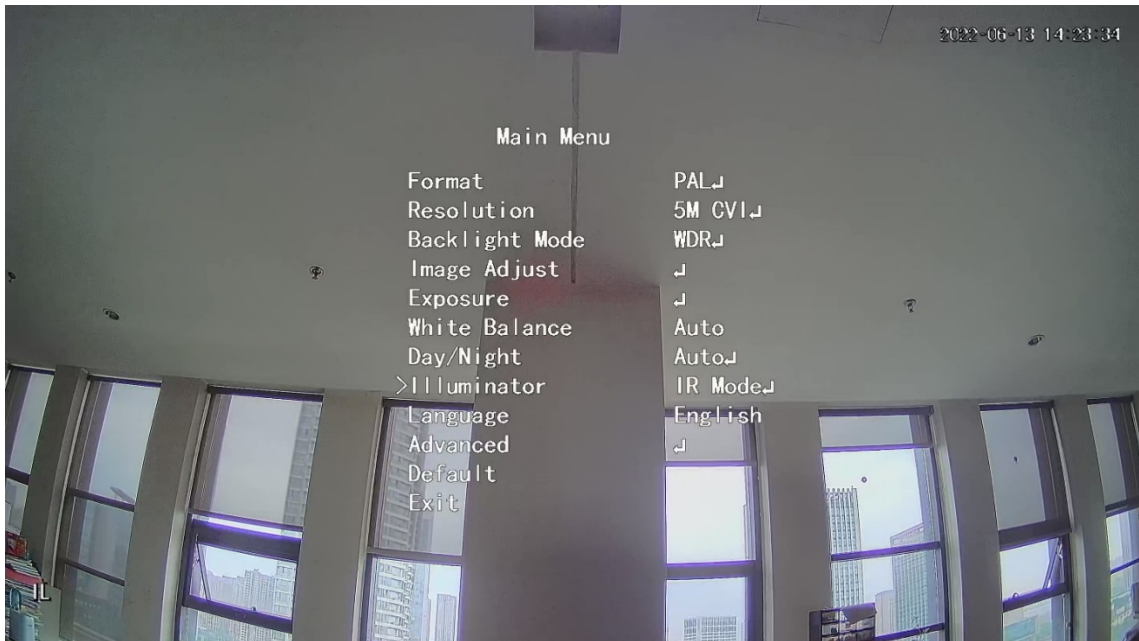 2022-06-13 14:23:34
Main Menu
Format PAL↵
Resolution 5M CVI↵
Backlight Mode WDR↵
Image Adjust ↵
Exposure ↵
White Balance Auto
Day/Night Auto↵
>Illuminator IR Mode↵
Language English
Advanced ↵
Default
Exit
IL